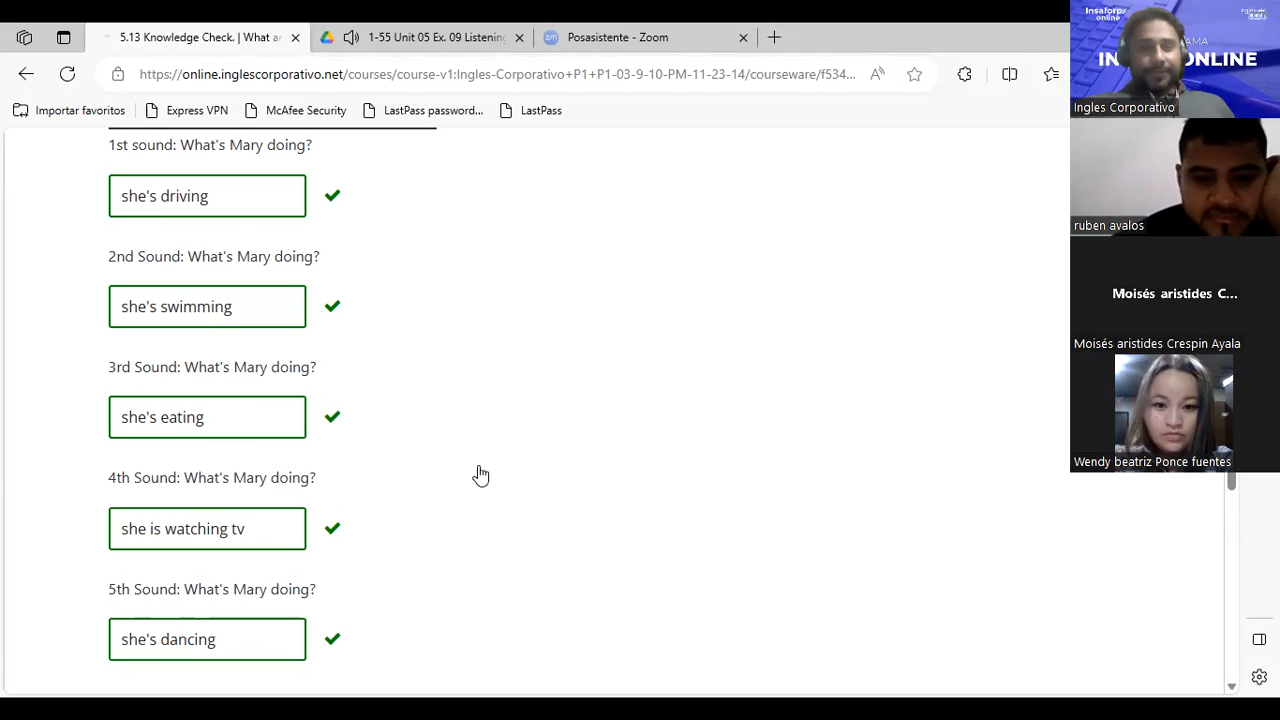 5.13 Knowledge Check. | What ar
1-55 Unit 05 Ex. 09 Listening
Posasistente - Zoom
https://online.inglescorporativo.net/courses/course-v1:Ingles-Corporativo+P1+P1-03-9-10-PM-11-23-14/courseware/f534...
Importar favoritos
Express VPN
McAfee Security
LastPass password...
LastPass
1st sound: What's Mary doing?
she's driving
2nd Sound: What's Mary doing?
she's swimming
3rd Sound: What's Mary doing?
she's eating
4th Sound: What's Mary doing?
she is watching tv
5th Sound: What's Mary doing?
she's dancing
Insaforp
online
Ingles Corporativo
ruben avalos
Moisés aristides C...
Moisés aristides Crespin Ayala
Wendy beatriz Ponce fuentes